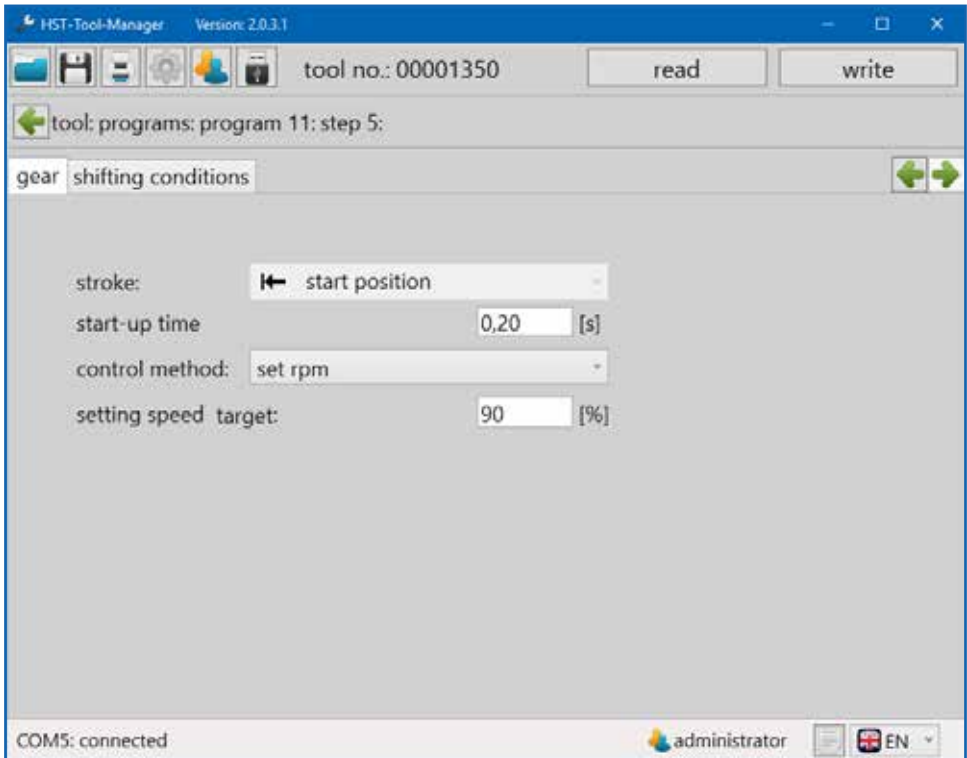 HST-Tool-Manager Version: 2.0.3.1
tool no.: 00001350 read write
tool: programs: program 11: step 5:
gear shifting conditions
stroke: start position
start-up time 0,20 [s]
control method: set rpm
setting speed target: 90 [%]
COM5: connected administrator EN